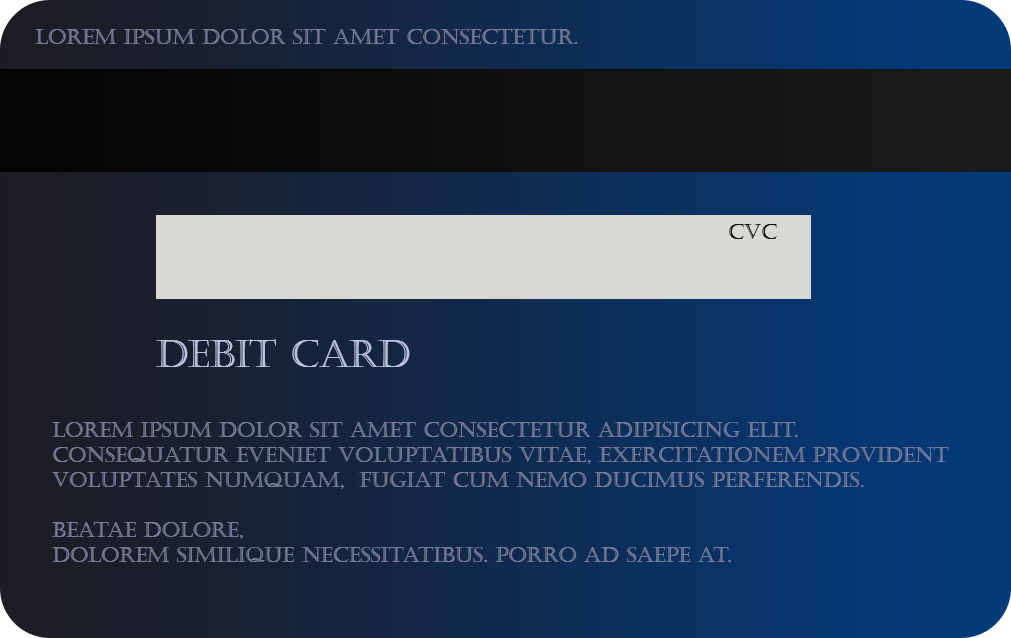 LOREM IPSUM DOLOR SIT AMET CONSECTETUR.
CVC
DEBIT CARD
LOREM IPSUM DOLOR SIT AMET CONSECTETUR ADIPISICING ELIT.
CONSEQUATUR EVENIET VOLUPTATIBUS VITAE, EXERCITATIONEM PROVIDENT
VOLUPTATES NUMQUAM, FUGIAT CUM NEMO DUCIMUS PERFERENDIS.
BEATAE DOLORE,
DOLOREM SIMILIQUE NECESSITATIBUS. PORRO AD SAEPE AT.